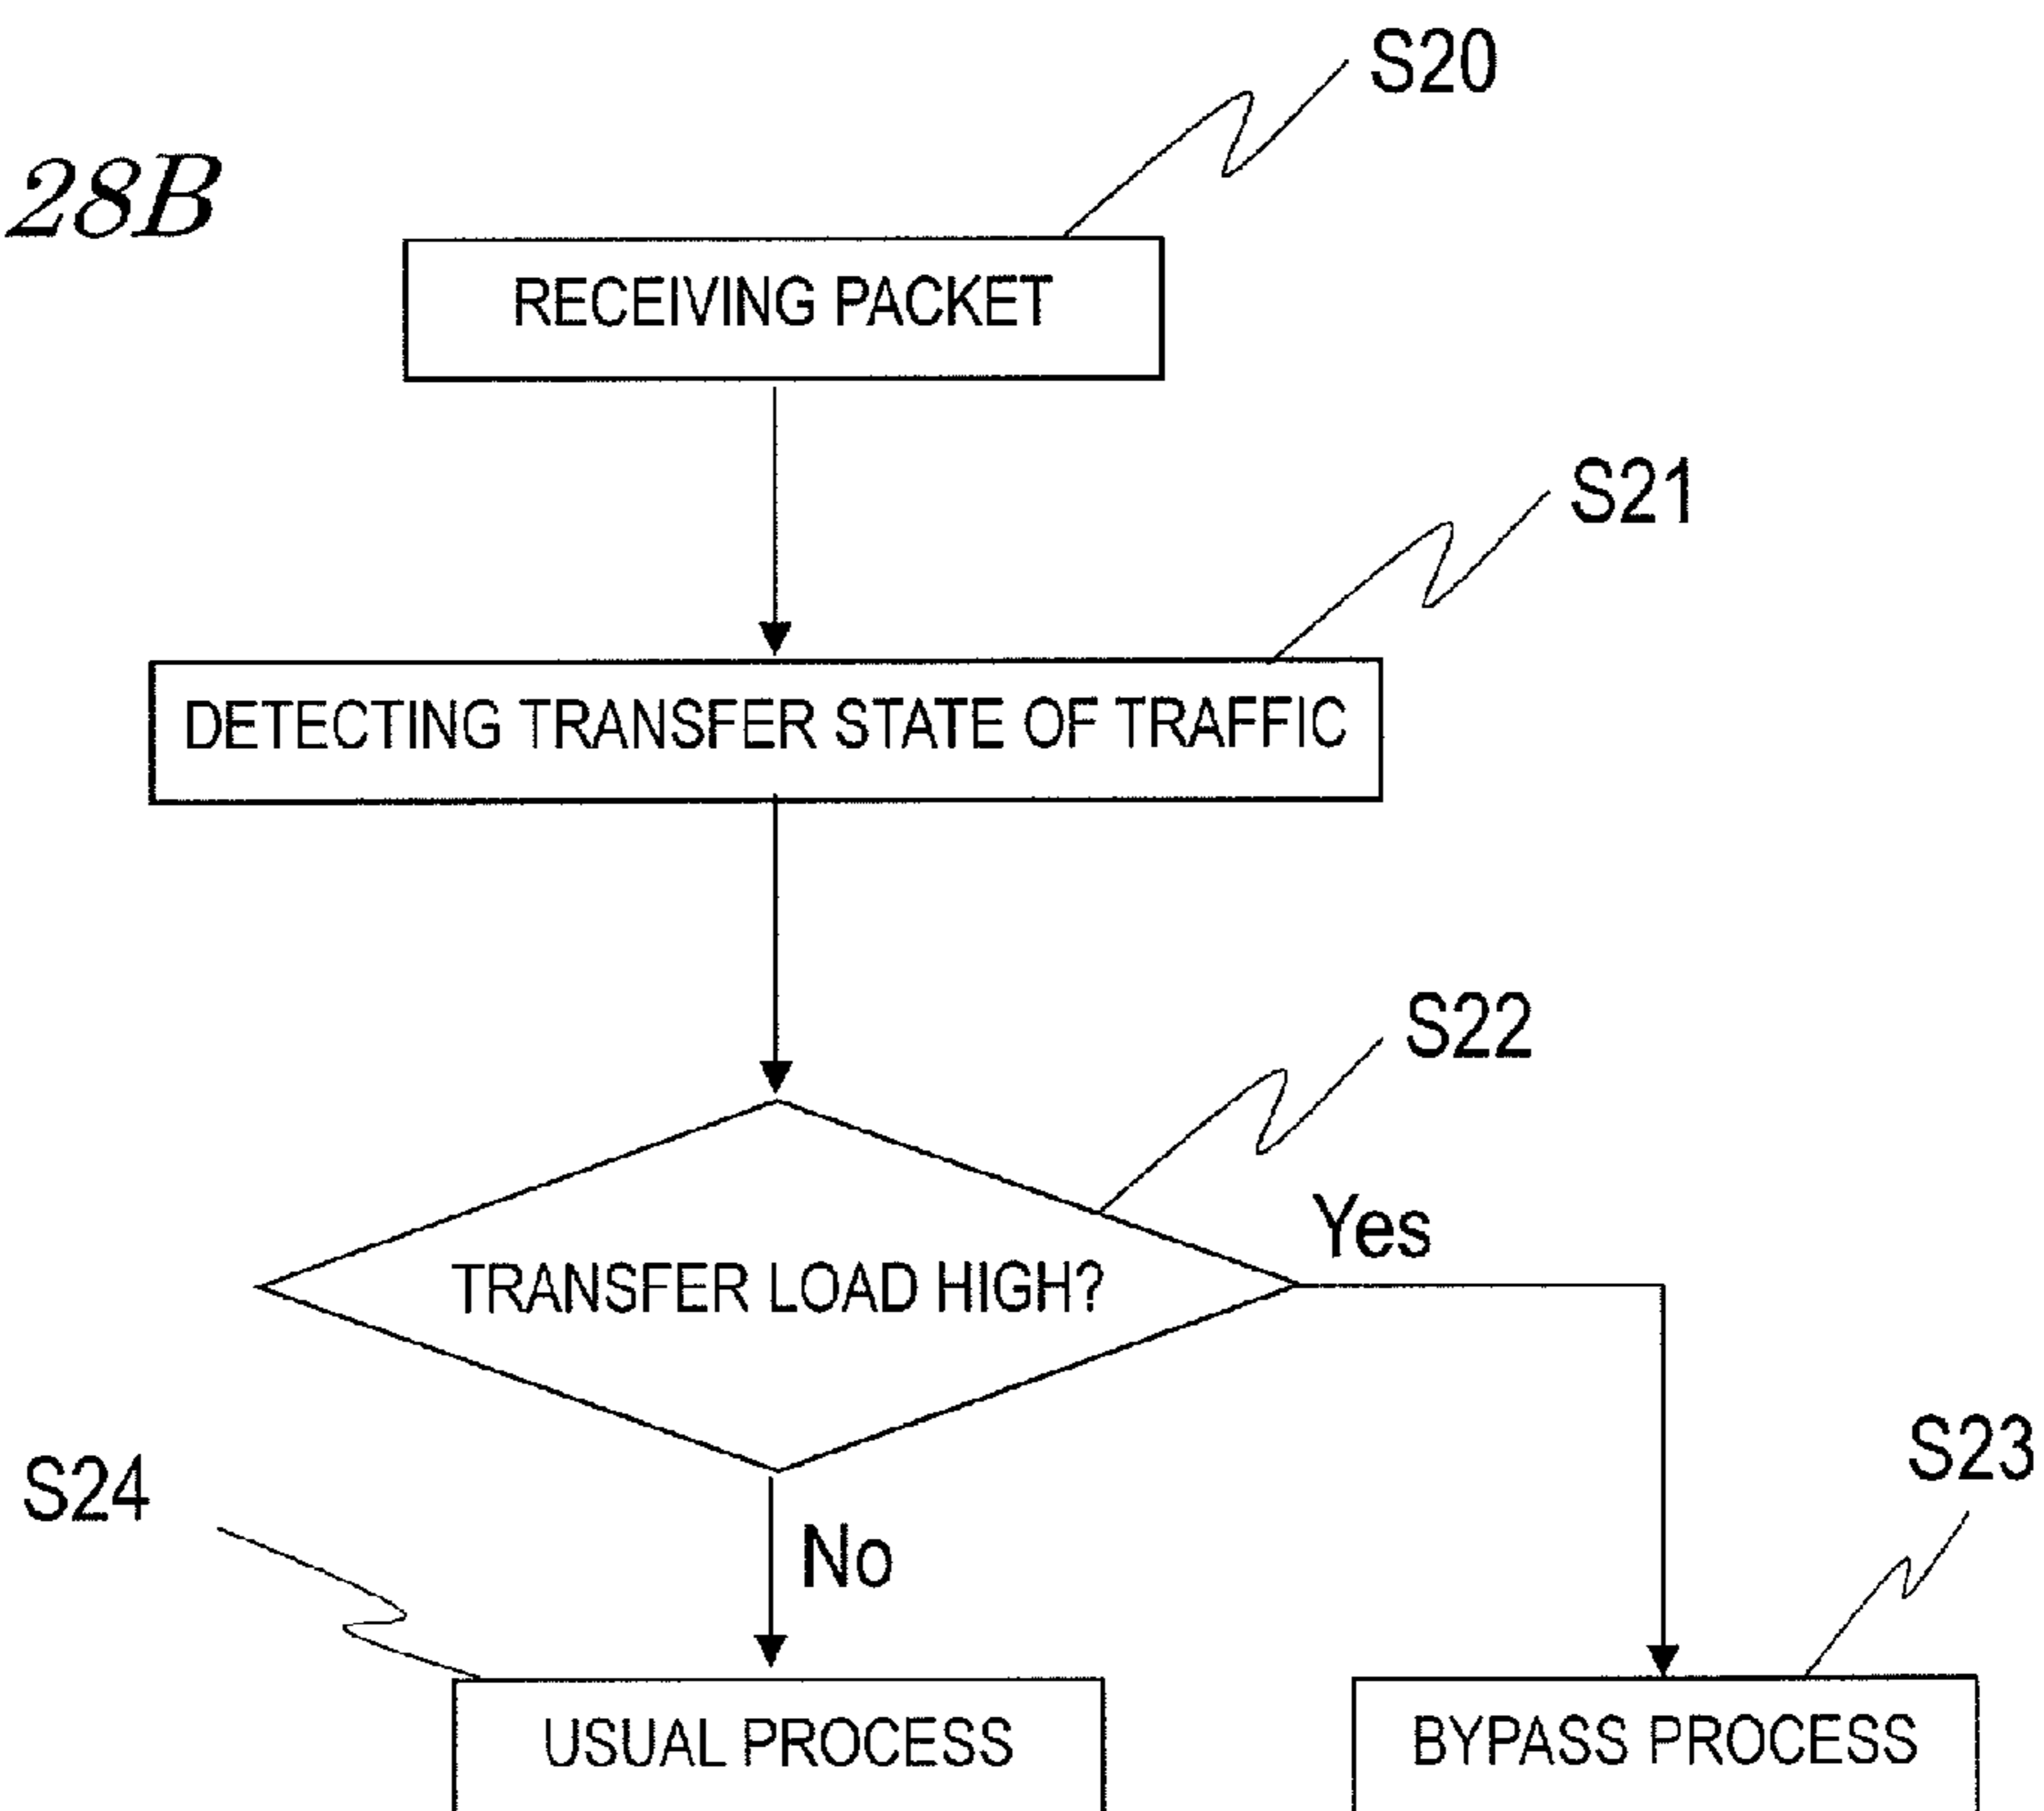 S20
28B
RECEIVING PACKET
S21
DETECTING TRANSFER STATE OF TRAFFIC
S22
Yes
TRANSFER LOAD HIGH?
S23
S24
No
USUAL PROCESS
BYPASS PROCESS